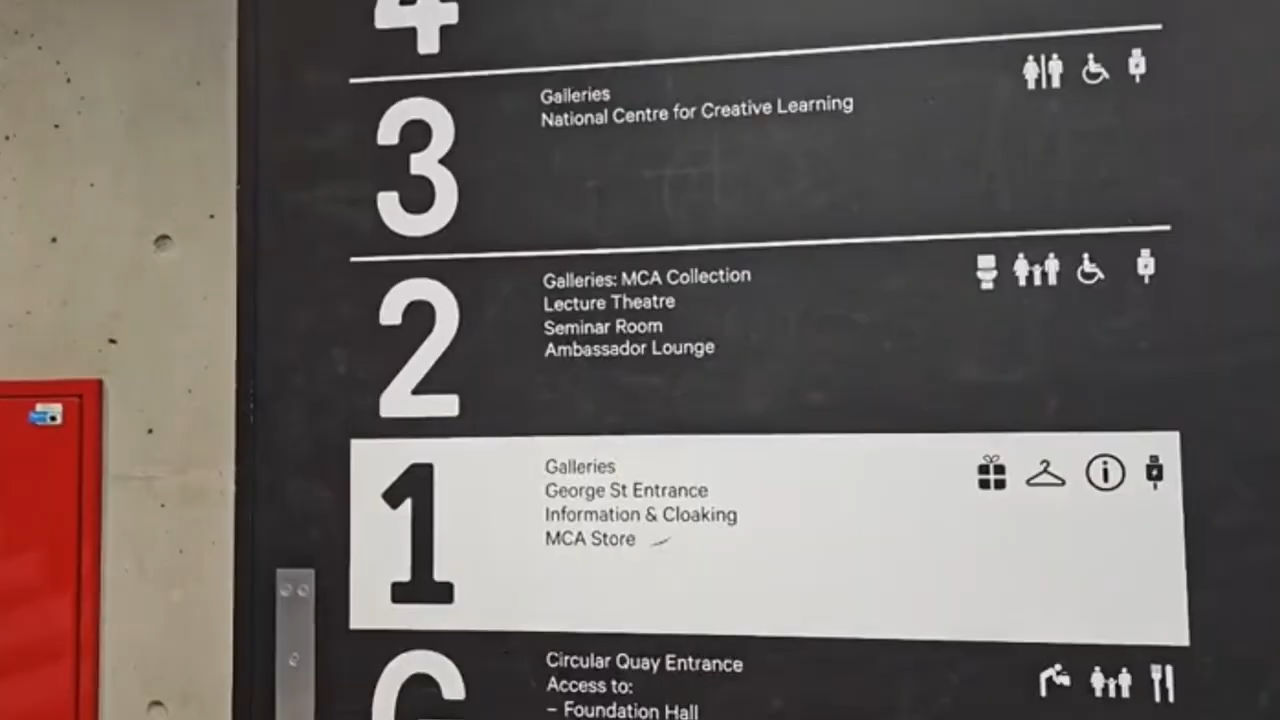 4
3
Galleries
National Centre for Creative Learning
2
Galleries: MCA Collection
Lecture Theatre
Seminar Room
Ambassador Lounge
1
Galleries
George St Entrance
Information & Cloaking
MCA Store
G
Circular Quay Entrance
Access to:
– Foundation Hall